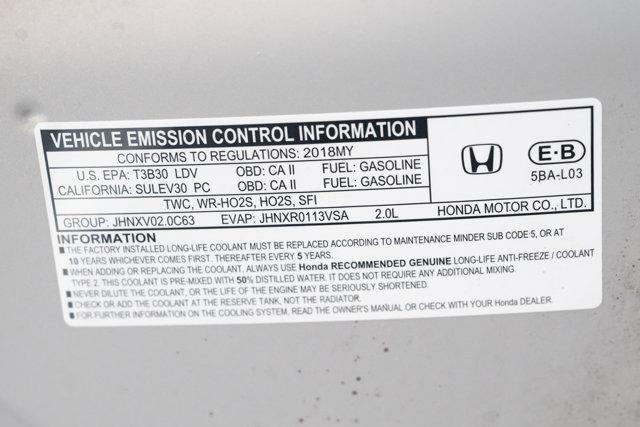 VEHICLE EMISSION CONTROL INFORMATION
CONFORMS TO REGULATIONS: 2018MY
U.S. EPA: T3B30 LDV OBD: CA II FUEL: GASOLINE
CALIFORNIA: SULEV30 PC OBD: CA II FUEL: GASOLINE
TWC, WR-HO2S, HO2S, SFI
GROUP: JHNXV02.0C63 EVAP: JHNXR0113VSA 2.0L
E-B
5BA-L03
HONDA MOTOR CO., LTD.
INFORMATION
■ THE FACTORY INSTALLED LONG-LIFE COOLANT MUST BE REPLACED ACCORDING TO MAINTENANCE MINDER SUB CODE·5, OR AT
10 YEARS WHICHEVER COMES FIRST. THEREAFTER EVERY 5 YEARS.
■ WHEN ADDING OR REPLACING THE COOLANT, ALWAYS USE Honda RECOMMENDED GENUINE LONG-LIFE ANTI-FREEZE / COOLANT
TYPE 2. THIS COOLANT IS PRE-MIXED WITH 50% DISTILLED WATER. IT DOES NOT REQUIRE ANY ADDITIONAL MIXING.
■ NEVER DILUTE THE COOLANT, OR THE LIFE OF THE ENGINE MAY BE SERIOUSLY SHORTENED.
■ CHECK OR ADD THE COOLANT AT THE RESERVE TANK, NOT THE RADIATOR.
■ FOR FURTHER INFORMATION ON THE COOLING SYSTEM, READ THE OWNER'S MANUAL OR CHECK WITH YOUR Honda DEALER.